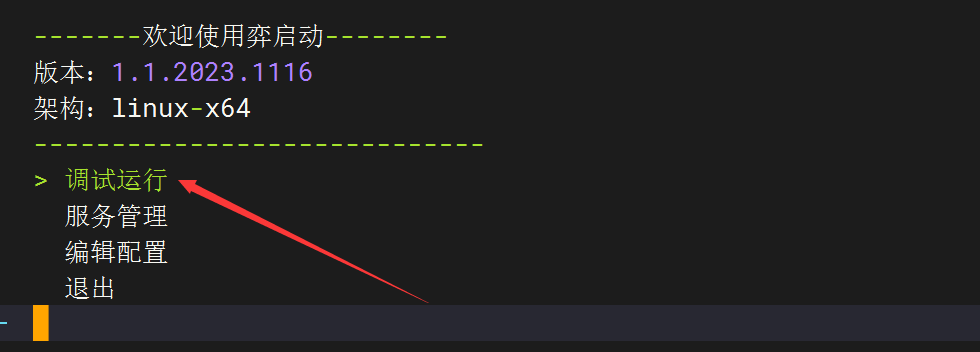 -------欢迎使用弈启动--------
版本：1.1.2023.1116
架构：linux-x64
-----------------------------
> 调试运行
服务管理
编辑配置
退出